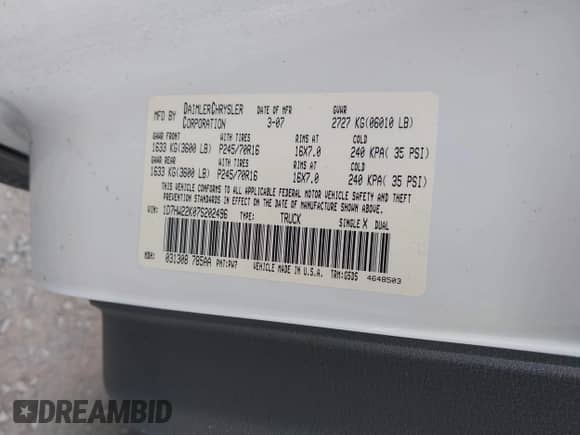 MFD BY DAIMLERCHRYSLER CORPORATION DATE OF MFR 3-07 GVWR 2727 KG(06010 LB)
GAWR FRONT WITH TIRES RIMS AT COLD
1633 KG(3600 LB) P245/70R16 16X7.0 240 KPA( 35 PSI)
GAWR REAR WITH TIRES RIMS AT COLD
1633 KG(3600 LB) P245/70R16 16X7.0 240 KPA( 35 PSI)
THIS VEHICLE CONFORMS TO ALL APPLICABLE FEDERAL MOTOR VEHICLE SAFETY AND THEFT
PREVENTION STANDARDS IN EFFECT ON THE DATE OF MANUFACTURE SHOWN ABOVE.
VIN: 1D7HW22K07S202496 TYPE: TRUCK SINGLE X DUAL
MDH: 031308 785AA PNT:PW7 VEHICLE MADE IN U.S.A. TRM:G5DS 4648503
DREAMBID